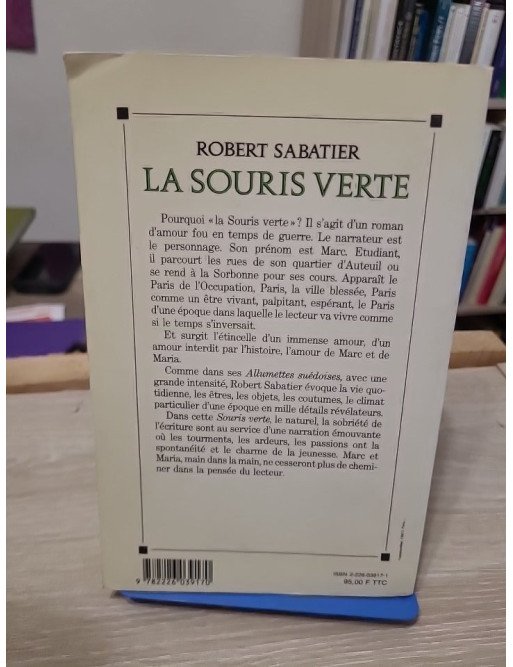 ROBERT SABATIER
LA SOURIS VERTE
Pourquoi « la Souris verte » ? Il s'agit d'un roman
d'amour fou en temps de guerre. Le narrateur est
le personnage. Son prénom est Marc. Etudiant,
il parcourt les rues de son quartier d'Auteuil ou
se rend à la Sorbonne pour ses cours. Apparaît le
Paris de l'Occupation, Paris, la ville blessée, Paris
comme un être vivant, palpitant, espérant, le Paris
d'une époque dans laquelle le lecteur va vivre comme
si le temps s'inversait.
Et surgit l'étincelle d'un immense amour, d'un
amour interdit par l'histoire, l'amour de Marc et de
Maria.
Comme dans ses Allumettes suédoises, avec une
grande intensité, Robert Sabatier évoque la vie quo-
tidienne, les êtres, les objets, les coutumes, le climat
particulier d'une époque en mille détails révélateurs.
Dans cette Souris verte, le naturel, la sobriété de
l'écriture sont au service d'une narration émouvante
où les tourments, les ardeurs, les passions ont la
spontanéité et le charme de la jeunesse. Marc et
Maria, main dans la main, ne cesseront plus de chemi-
ner dans la pensée du lecteur.
9 782226 039170
ISBN 2-226-03917-1
95,00 F TTC